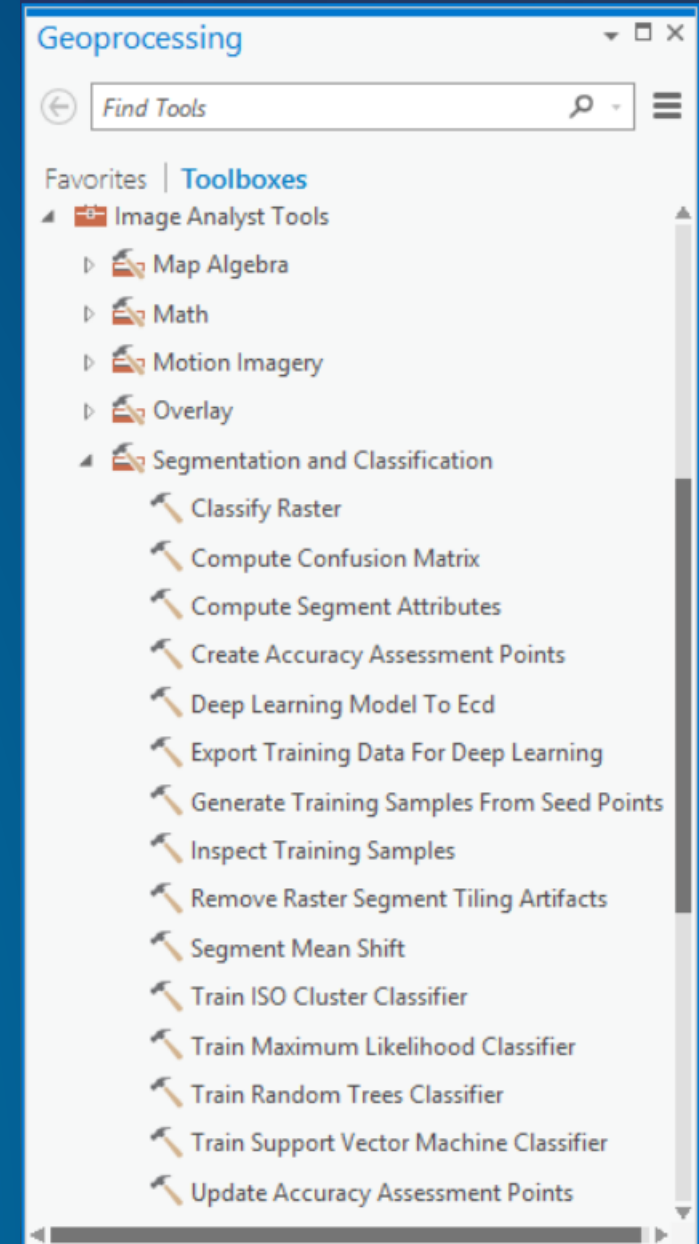 Geoprocessing
Find Tools
Favorites | Toolboxes
Image Analyst Tools
Map Algebra
Math
Motion Imagery
Overlay
Segmentation and Classification
Classify Raster
Compute Confusion Matrix
Compute Segment Attributes
Create Accuracy Assessment Points
Deep Learning Model To Ecd
Export Training Data For Deep Learning
Generate Training Samples From Seed Points
Inspect Training Samples
Remove Raster Segment Tiling Artifacts
Segment Mean Shift
Train ISO Cluster Classifier
Train Maximum Likelihood Classifier
Train Random Trees Classifier
Train Support Vector Machine Classifier
Update Accuracy Assessment Points